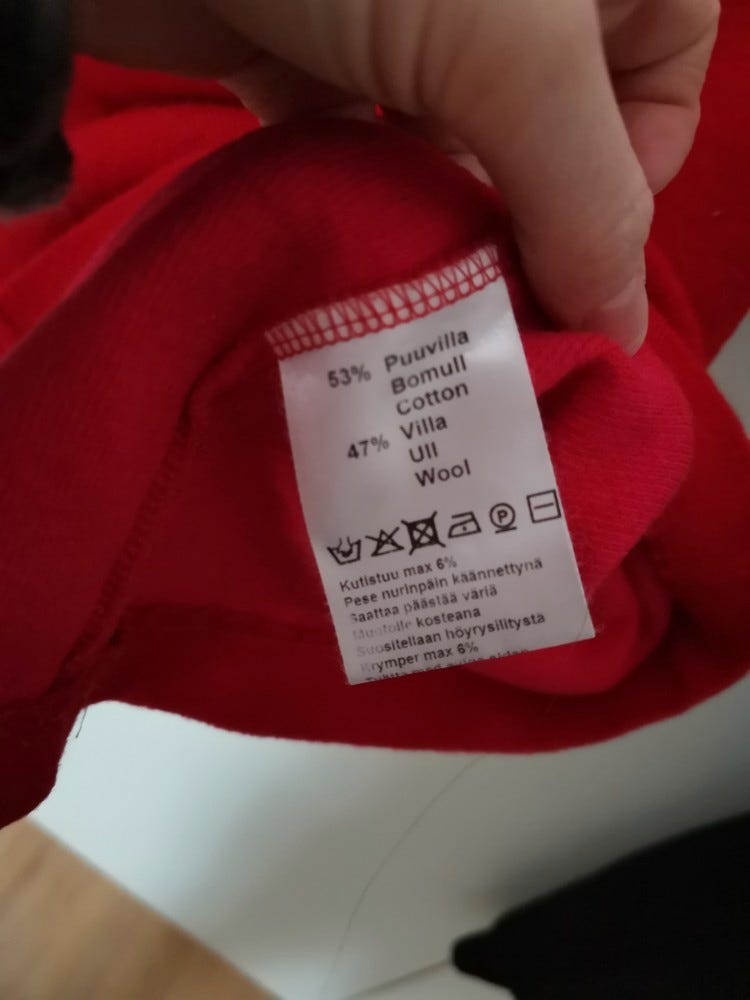 53% Puuvilla
Bomull
Cotton
47% Villa
Ull
Wool
P
Kutistuu max 6%
Pese nurinpäin käännettynä
Saattaa päästää väriä
Muotoile kosteana
Suositellaan höyrysilitystä
Krymper max 6%